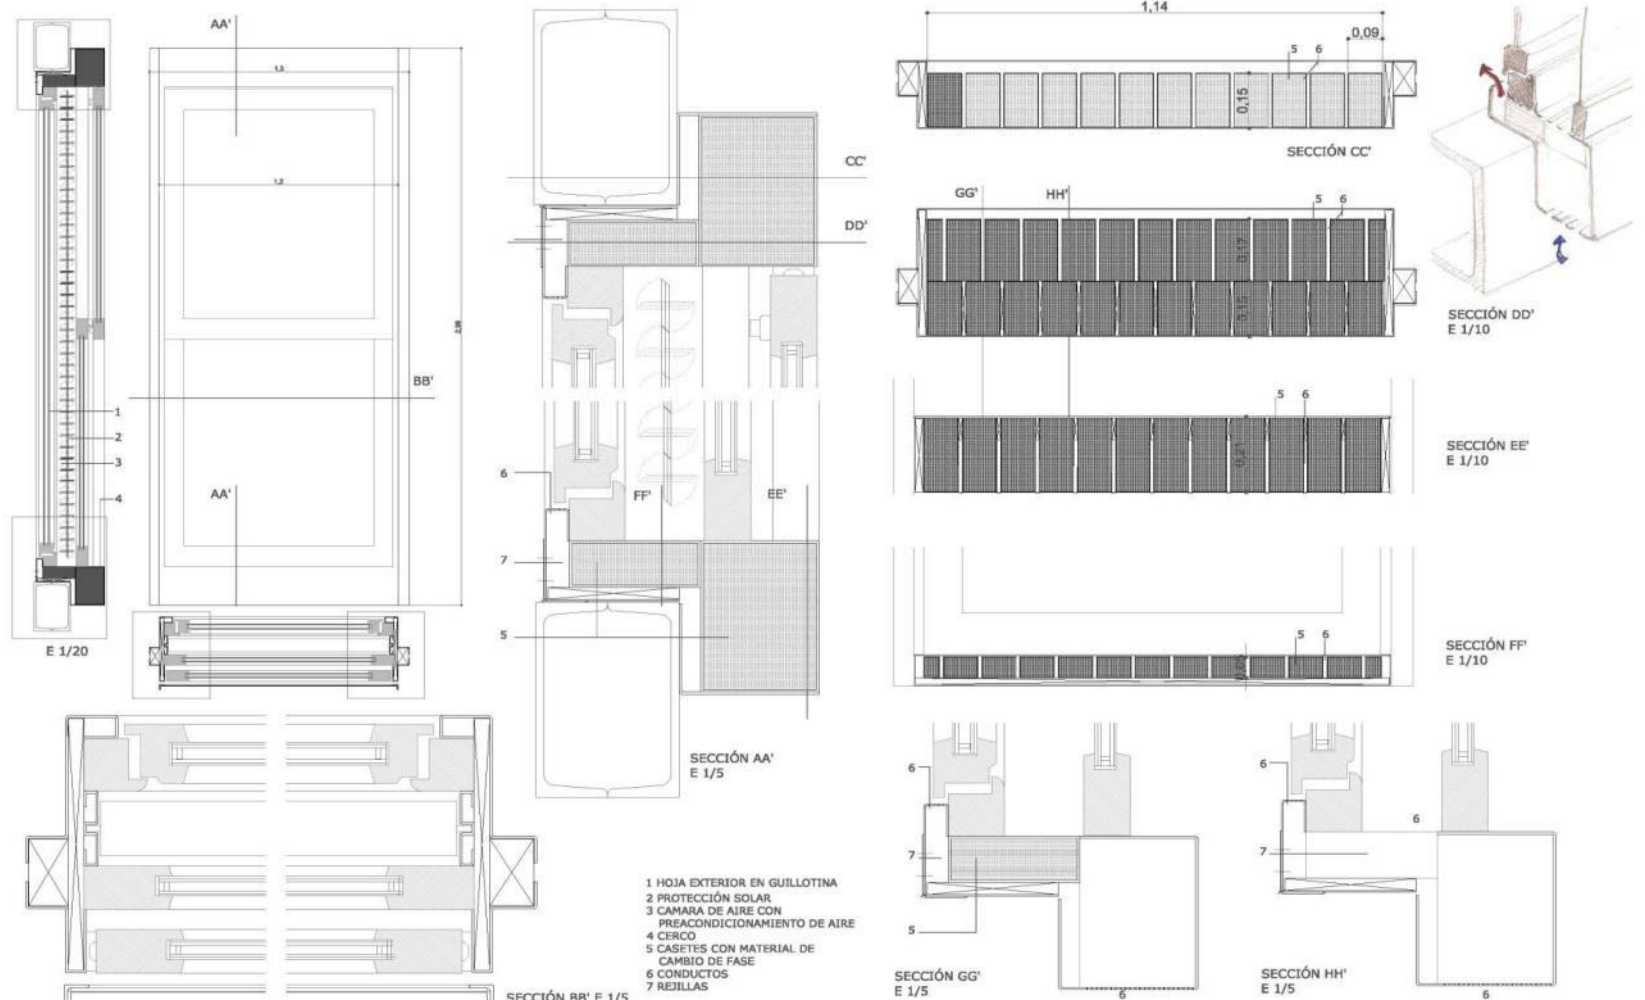 AA'
1,3
1,2
BB'
AA'
1
2
3
4
E 1/20
CC'
DD'
6
FF'
EE'
7
5
SECCIÓN AA'
E 1/5
1,14
0,09
5
6
0,15
SECCIÓN CC'
GG'
HH'
5
6
0,17
0,15
SECCIÓN DD'
E 1/10
5
6
0,21
SECCIÓN EE'
E 1/10
5
6
SECCIÓN FF'
E 1/10
1 HOJA EXTERIOR EN GUILLOTINA
2 PROTECCIÓN SOLAR
3 CAMARA DE AIRE CON
PREACONDICIONAMIENTO DE AIRE
4 CERCO
5 CASETES CON MATERIAL DE
CAMBIO DE FASE
6 CONDUCTOS
7 REJILLAS
SECCIÓN BB' E 1/5
6
7
5
SECCIÓN GG'
E 1/5
6
6
6
7
SECCIÓN HH'
E 1/5
6